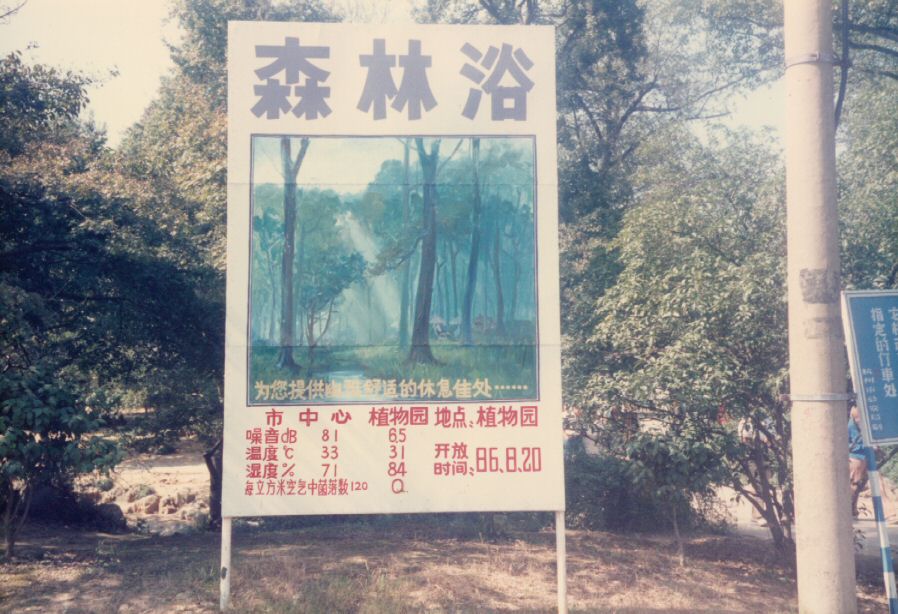 森林浴
为您提供幽雅舒适的休息佳处……
市中心 植物园 地点:植物园
噪音dB 81 65
温度℃ 33 31 开放
湿度% 71 84 时间:86.8.20
每立方米空气中菌落数 120 0
指定的停車处